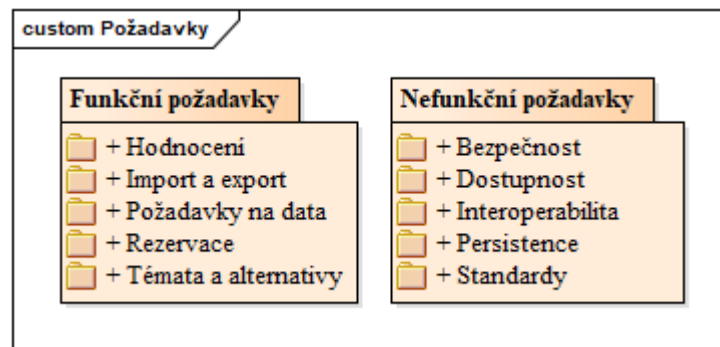 custom Požadavky
Funkční požadavky
+ Hodnocení
+ Import a export
+ Požadavky na data
+ Rezervace
+ Témata a alternativy
Nefunkční požadavky
+ Bezpečnost
+ Dostupnost
+ Interoperabilita
+ Persistence
+ Standardy